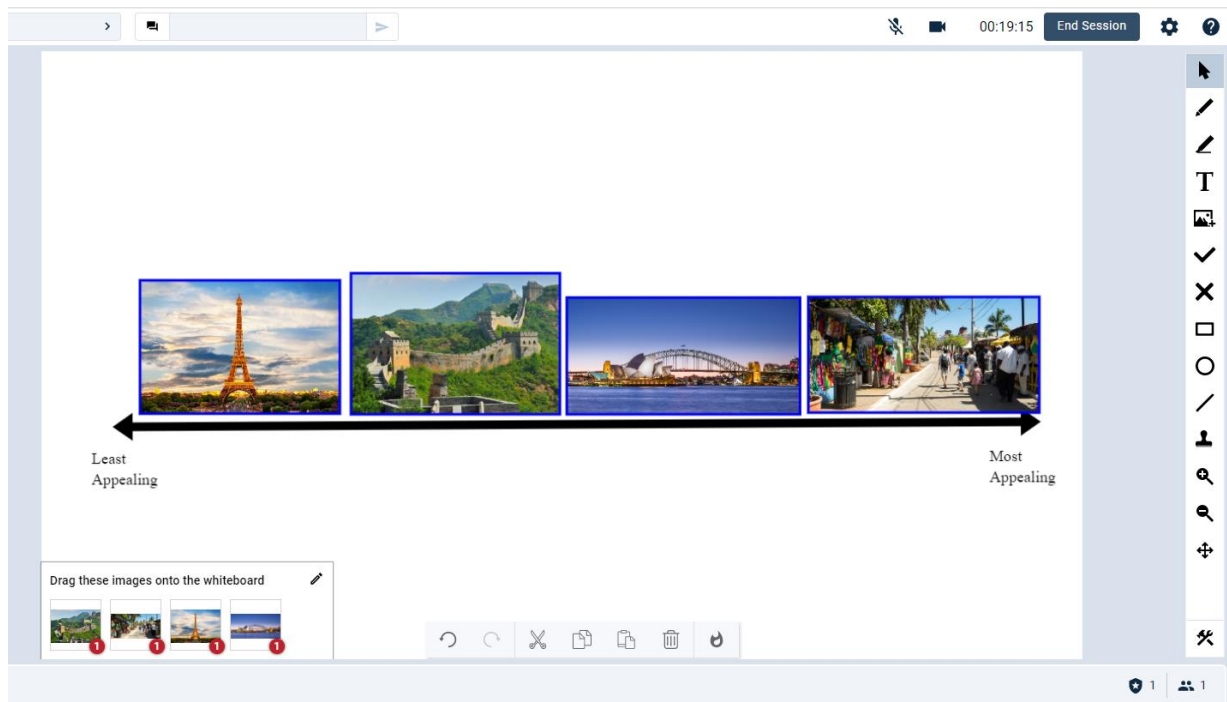 00:19:15 End Session
Least
Appealing
Most
Appealing
Drag these images onto the whiteboard
1 1 1 1
1 1